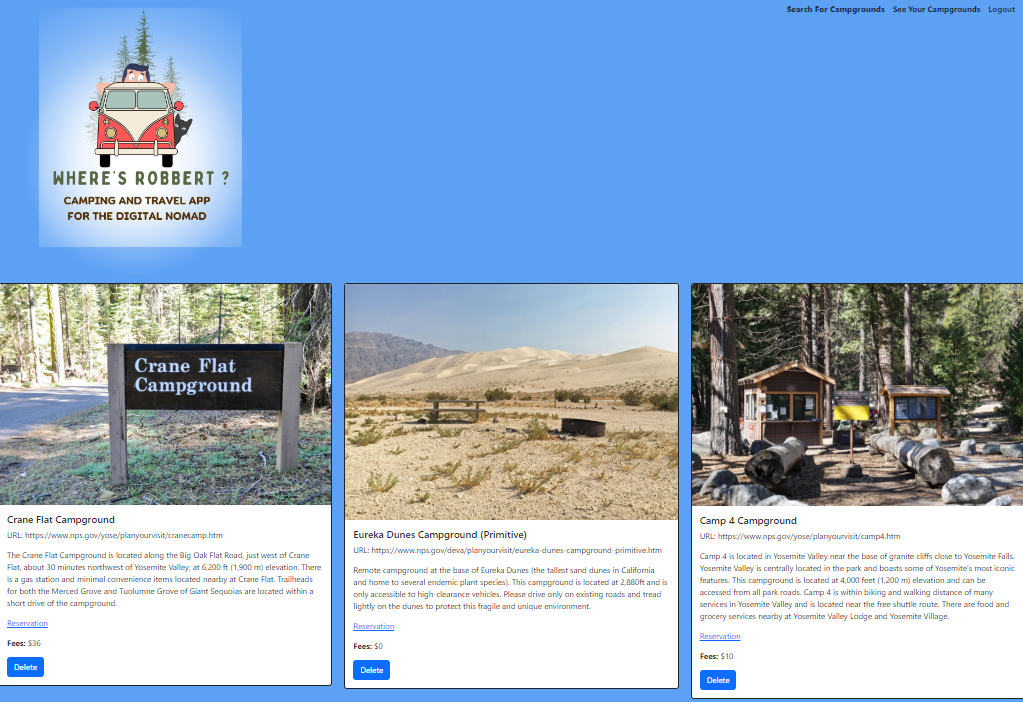 Search For Campgrounds See Your Campgrounds Logout
WHERE'S ROBBERT ?
CAMPING AND TRAVEL APP
FOR THE DIGITAL NOMAD
Crane Flat
Campground
Crane Flat Campground
URL: https://www.nps.gov/yose/planyourvisit/cranecamp.htm
The Crane Flat Campground is located along the Big Oak Flat Road, just west of Crane
Flat, about 30 minutes northwest of Yosemite Valley, at 6,200 ft (1,900 m) elevation. There
is a gas station and minimal convenience items located nearby at Crane Flat. Trailheads
for both the Merced Grove and Tuolumne Grove of Giant Sequoias are located within a
short drive of the campground.
Reservation
Fees: $36
Delete
Eureka Dunes Campground (Primitive)
URL: https://www.nps.gov/deva/planyourvisit/eureka-dunes-campground-primitive.htm
Remote campground at the base of Eureka Dunes (the tallest sand dunes in California
and home to several endemic plant species). This campground is located at 2,880ft and is
only accessible to high-clearance vehicles. Please drive only on existing roads and tread
lightly on the dunes to protect this fragile and unique environment.
Reservation
Fees: $0
Delete
Camp 4 Campground
URL: https://www.nps.gov/yose/planyourvisit/camp4.htm
Camp 4 is located in Yosemite Valley near the base of granite cliffs close to Yosemite Falls.
Yosemite Valley is centrally located in the park and boasts some of Yosemite's most iconic
features. This campground is located at 4,000 feet (1,200 m) elevation and can be
accessed from all park roads. Camp 4 is within biking and walking distance of many
services in Yosemite Valley and is located near the free shuttle route. There are food and
grocery services nearby at Yosemite Valley Lodge and Yosemite Village.
Reservation
Fees: $10
Delete